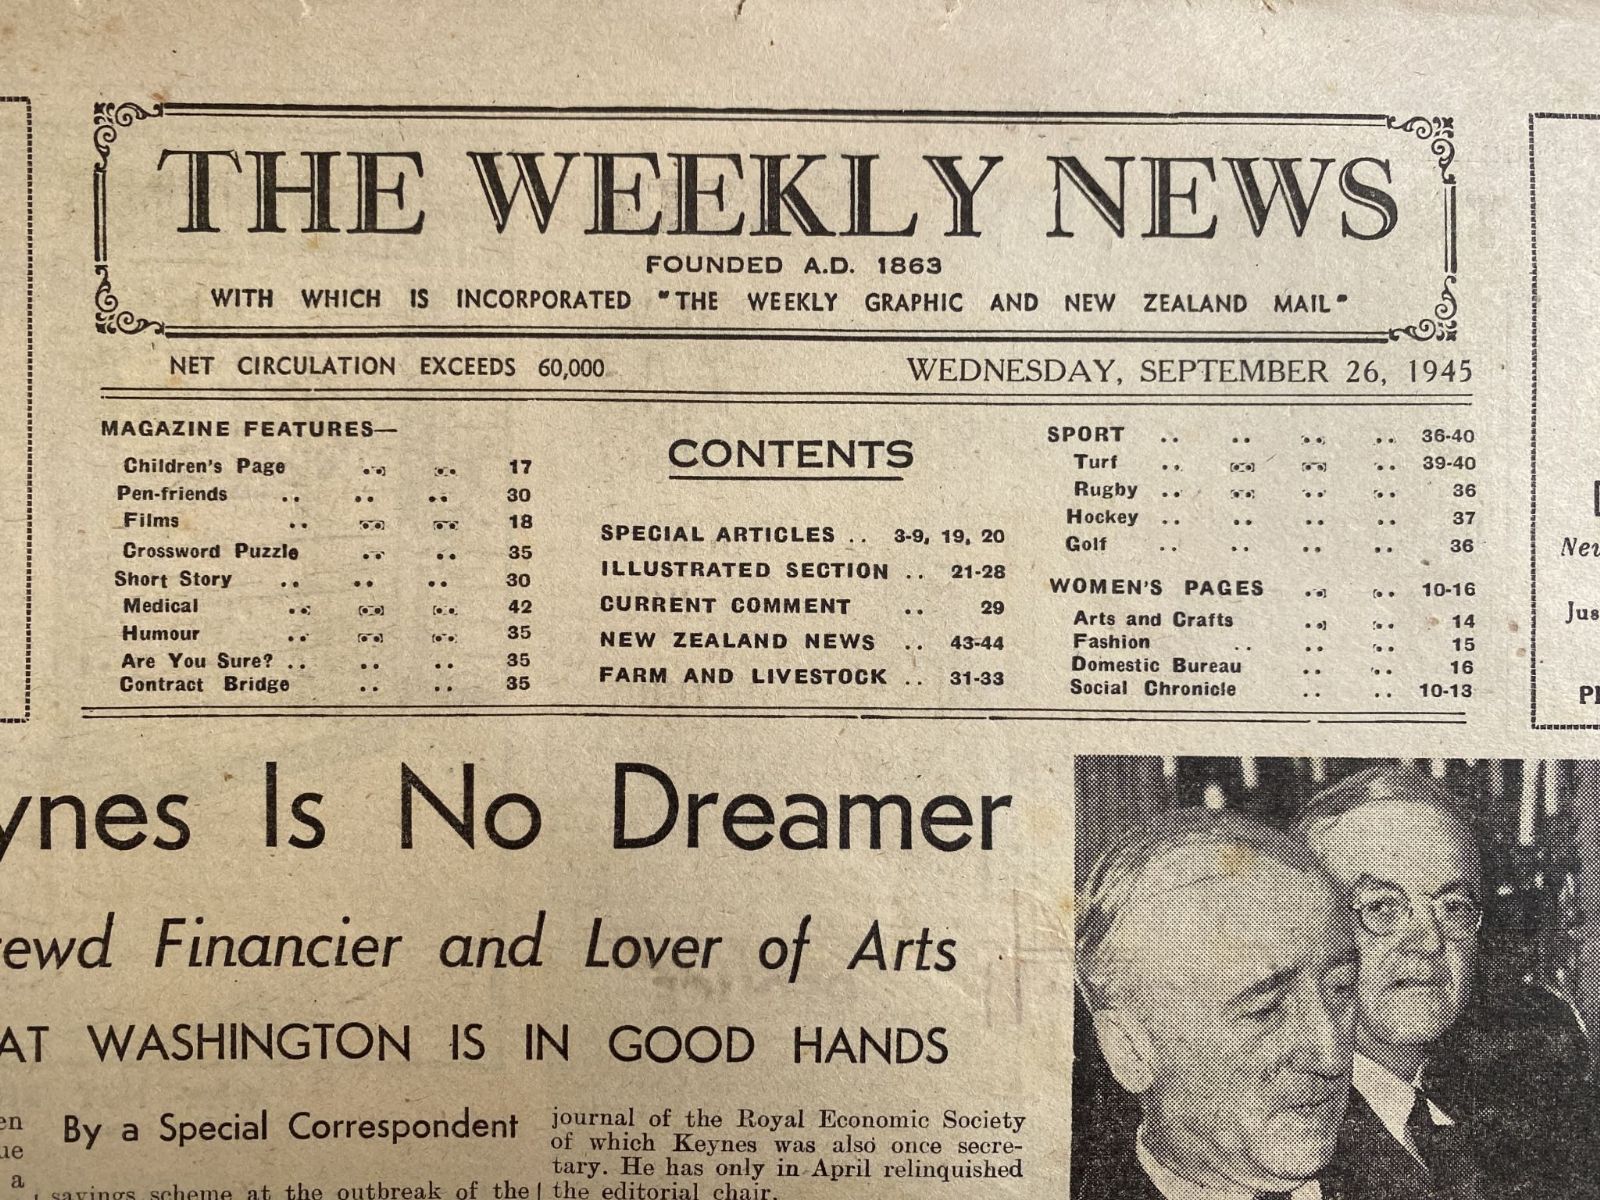 THE WEEKLY NEWS
FOUNDED A.D. 1863
WITH WHICH IS INCORPORATED "THE WEEKLY GRAPHIC AND NEW ZEALAND MAIL"
NET CIRCULATION EXCEEDS 60,000
WEDNESDAY, SEPTEMBER 26, 1945
MAGAZINE FEATURES—
Children's Page .. .. 17
Pen-friends .. .. .. 30
Films .. .. .. 18
Crossword Puzzle .. .. 35
Short Story .. .. .. 30
Medical .. .. .. 42
Humour .. .. .. 35
Are You Sure? .. .. .. 35
Contract Bridge .. .. 35
CONTENTS
SPECIAL ARTICLES .. 3-9, 19, 20
ILLUSTRATED SECTION .. 21-28
CURRENT COMMENT .. 29
NEW ZEALAND NEWS .. 43-44
FARM AND LIVESTOCK .. 31-33
SPORT .. .. .. .. 36-40
Turf .. .. .. .. 39-40
Rugby .. .. .. .. 36
Hockey .. .. .. .. 37
Golf .. .. .. .. 36
WOMEN'S PAGES .. .. 10-16
Arts and Crafts .. .. 14
Fashion .. .. .. 15
Domestic Bureau .. .. 16
Social Chronicle .. .. 10-13
ynes Is No Dreamer
ewd Financier and Lover of Arts
AT WASHINGTON IS IN GOOD HANDS
By a Special Correspondent
en
ue
a
savings scheme at the outbreak of the
journal of the Royal Economic Society
of which Keynes was also once secre-
tary. He has only in April relinquished
the editorial chair.
Jus